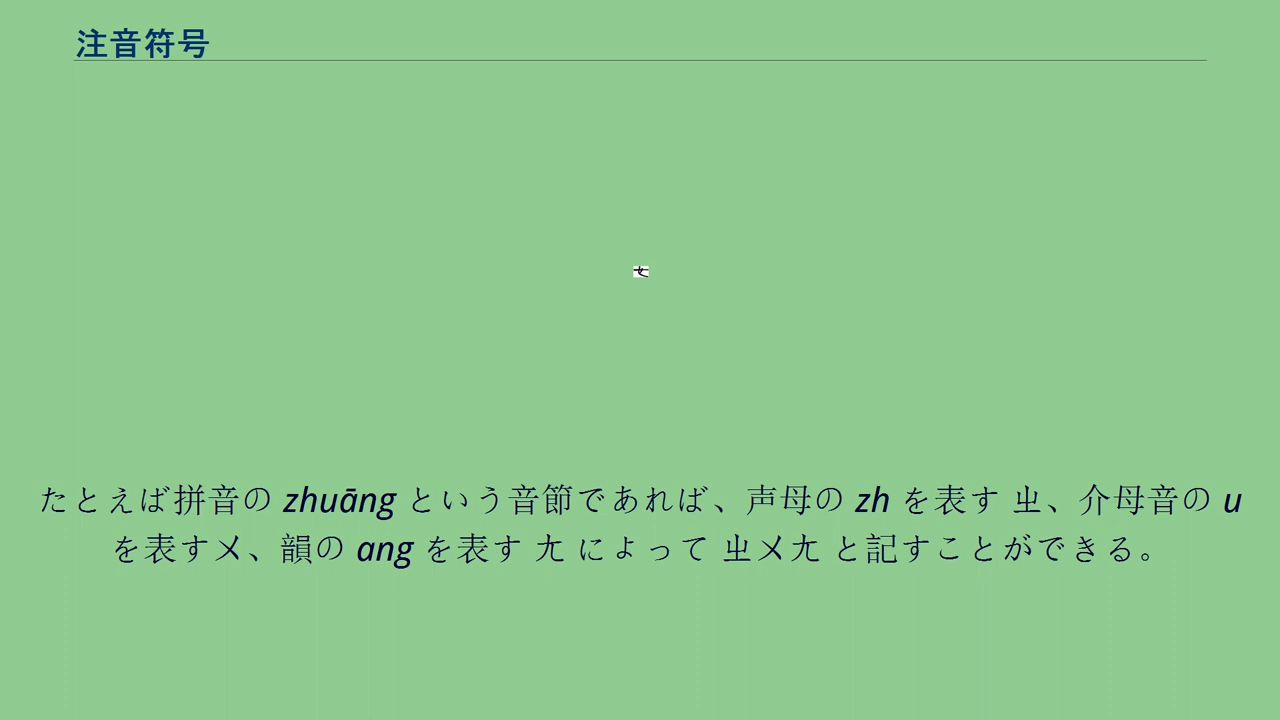 注音符号
たとえば拼音の zhuāng という音節であれば、声母の zh を表す ㄓ、介母音の u
を表すㄨ、韻の ang を表す ㄤ によって ㄓㄨㄤ と記すことができる。